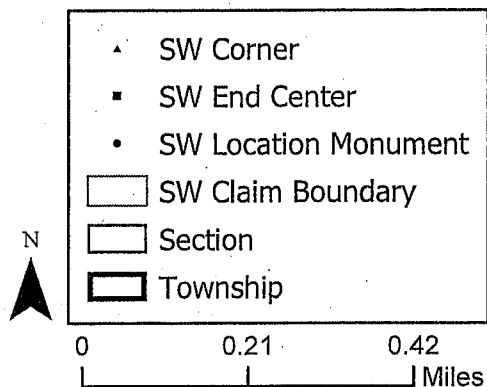 SW Corner
SW End Center
SW Location Monument
SW Claim Boundary
Section
N
Township
0 0.21 0.42
Miles